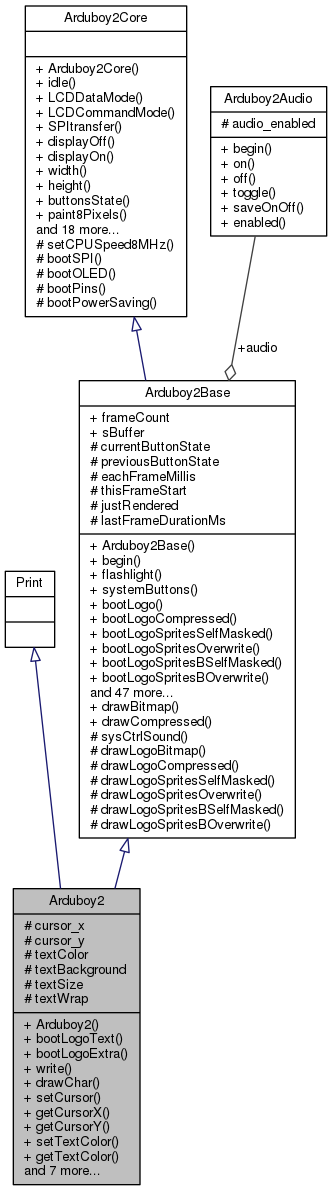 Arduboy2Core
+ Arduboy2Core()
+ idle()
+ LCDDataMode()
+ LCDCommandMode()
+ SPItransfer()
+ displayOff()
+ displayOn()
+ width()
+ height()
+ buttonsState()
+ paint8Pixels()
and 18 more...
# setCPUSpeed8MHz()
# bootSPI()
# bootOLED()
# bootPins()
# bootPowerSaving()
Arduboy2Audio
# audio_enabled
+ begin()
+ on()
+ off()
+ toggle()
+ saveOnOff()
+ enabled()
+audio
Arduboy2Base
+ frameCount
+ sBuffer
# currentButtonState
# previousButtonState
# eachFrameMillis
# thisFrameStart
# justRendered
# lastFrameDurationMs
+ Arduboy2Base()
+ begin()
+ flashlight()
+ systemButtons()
+ bootLogo()
+ bootLogoCompressed()
+ bootLogoSpritesSelfMasked()
+ bootLogoSpritesOverwrite()
+ bootLogoSpritesBSelfMasked()
+ bootLogoSpritesBOverwrite()
and 47 more...
+ drawBitmap()
+ drawCompressed()
# sysCtrlSound()
# drawLogoBitmap()
# drawLogoCompressed()
# drawLogoSpritesSelfMasked()
# drawLogoSpritesOverwrite()
# drawLogoSpritesBSelfMasked()
# drawLogoSpritesBOverwrite()
Print
Arduboy2
# cursor_x
# cursor_y
# textColor
# textBackground
# textSize
# textWrap
+ Arduboy2()
+ bootLogoText()
+ bootLogoExtra()
+ write()
+ drawChar()
+ setCursor()
+ getCursorX()
+ getCursorY()
+ setTextColor()
+ getTextColor()
and 7 more...